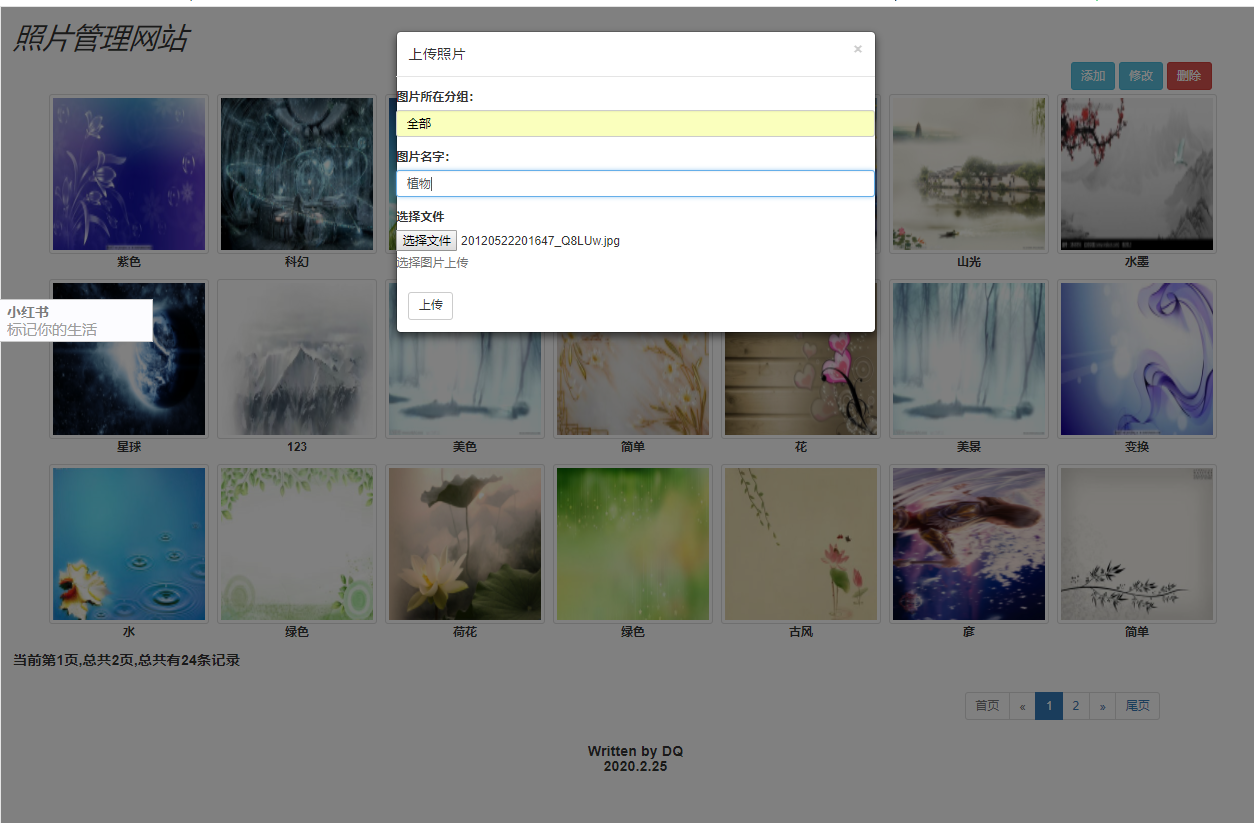 照片管理网站
上传照片
×
添加 修改 删除
图片所在分组：
全部
图片名字：
植物
选择文件
选择文件 20120522201647_Q8LUw.jpg
选择图片上传
上传
紫色 科幻 山光 水墨
小红书
标记你的生活
星球 123 美色 简单 花 美景 变换
水 绿色 荷花 绿色 古风 彦 简单
当前第1页,总共2页,总共有24条记录
首页 « 1 2 » 尾页
Written by DQ
2020.2.25